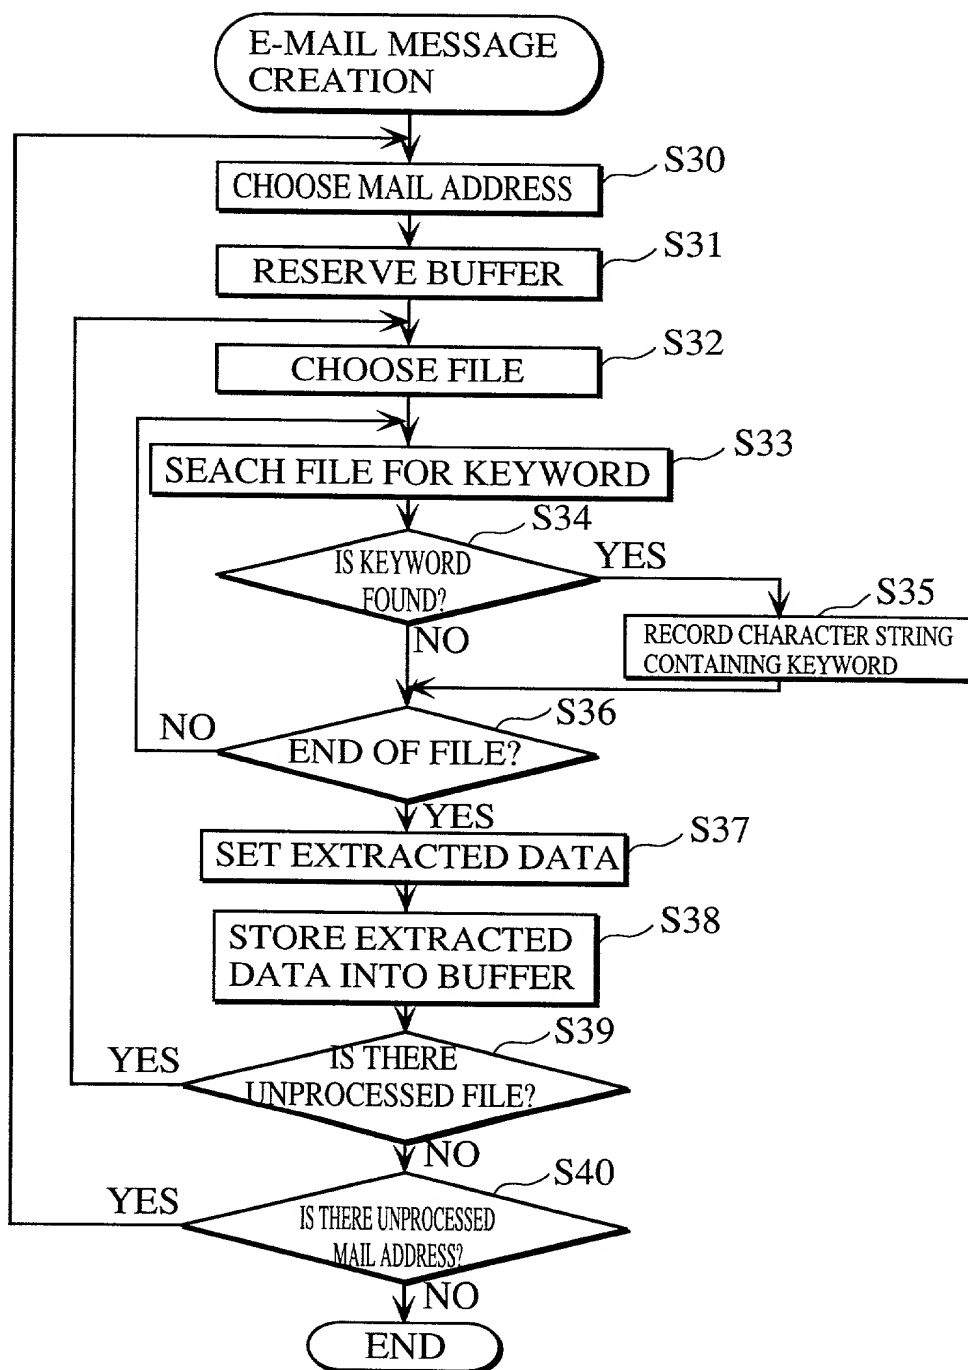 E-MAIL MESSAGE
CREATION
S30
CHOOSE MAIL ADDRESS
S31
RESERVE BUFFER
S32
CHOOSE FILE
S33
SEACH FILE FOR KEYWORD
S34
IS KEYWORD
FOUND?
YES
NO
S35
RECORD CHARACTER STRING
CONTAINING KEYWORD
S36
END OF FILE?
NO
YES
S37
SET EXTRACTED DATA
S38
STORE EXTRACTED
DATA INTO BUFFER
S39
IS THERE
UNPROCESSED FILE?
YES
NO
S40
IS THERE UNPROCESSED
MAIL ADDRESS?
YES
NO
END